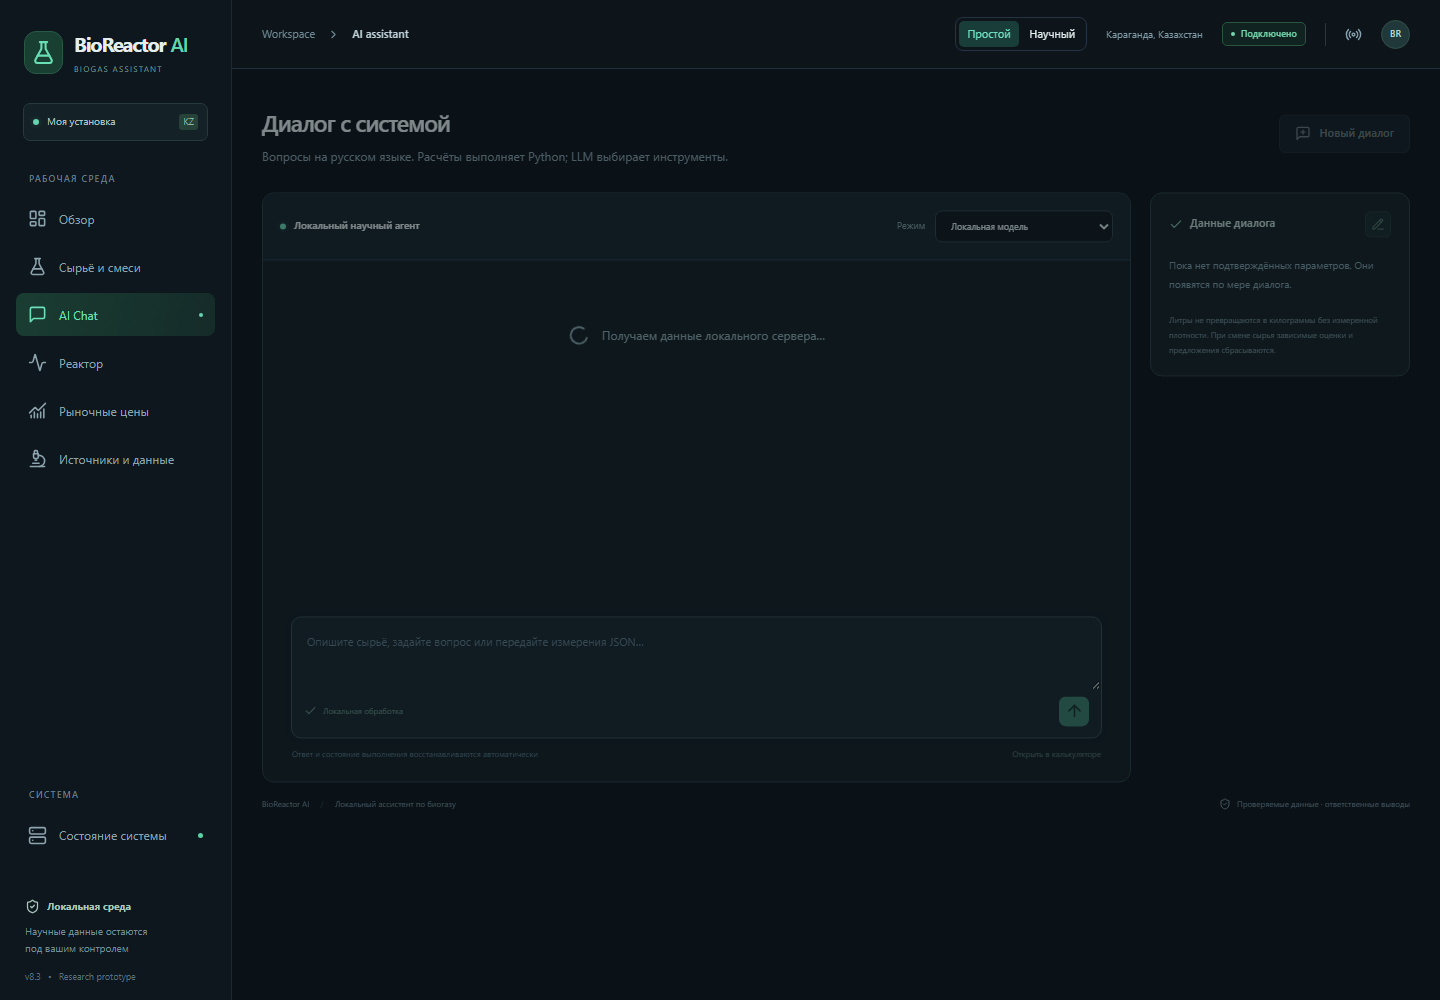 BioReactor AI
BIOGAS ASSISTANT
Моя установка
KZ
РАБОЧАЯ СРЕДА
Обзор
Сырьё и смеси
AI Chat
Реактор
Рыночные цены
Источники и данные
СИСТЕМА
Состояние системы
Локальная среда
Научные данные остаются
под вашим контролем
v8.3 • Research prototype
Workspace > AI assistant
Простой
Научный
Караганда, Казахстан
Подключено
BR
Диалог с системой
Вопросы на русском языке. Расчёты выполняет Python; LLM выбирает инструменты.
Новый диалог
Локальный научный агент
Режим
Локальная модель
Получаем данные локального сервера...
Опишите сырьё, задайте вопрос или передайте измерения JSON...
Локальная обработка
Ответ и состояние выполнения восстанавливаются автоматически
Открыть в калькуляторе
Данные диалога
Пока нет подтверждённых параметров. Они
появятся по мере диалога.
Литры не превращаются в килограммы без измеренной
плотности. При смене сырья зависимые оценки и
предложения сбрасываются.
BioReactor AI / Локальный ассистент по биогазу
Проверяемые данные · ответственные выводы